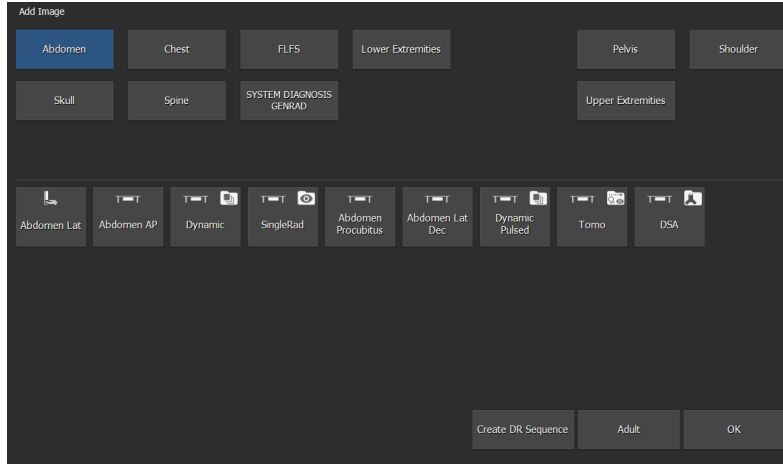 Add Image
Abdomen
Chest
FLFS
Lower Extremities
Pelvis
Shoulder
Skull
Spine
SYSTEM DIAGNOSIS
GENRAD
Upper Extremities
Abdomen Lat
Abdomen AP
Dynamic
SingleRad
Abdomen
Procubitus
Abdomen Lat
Dec
Dynamic
Pulsed
Tomo
DSA
Create DR Sequence
Adult
OK